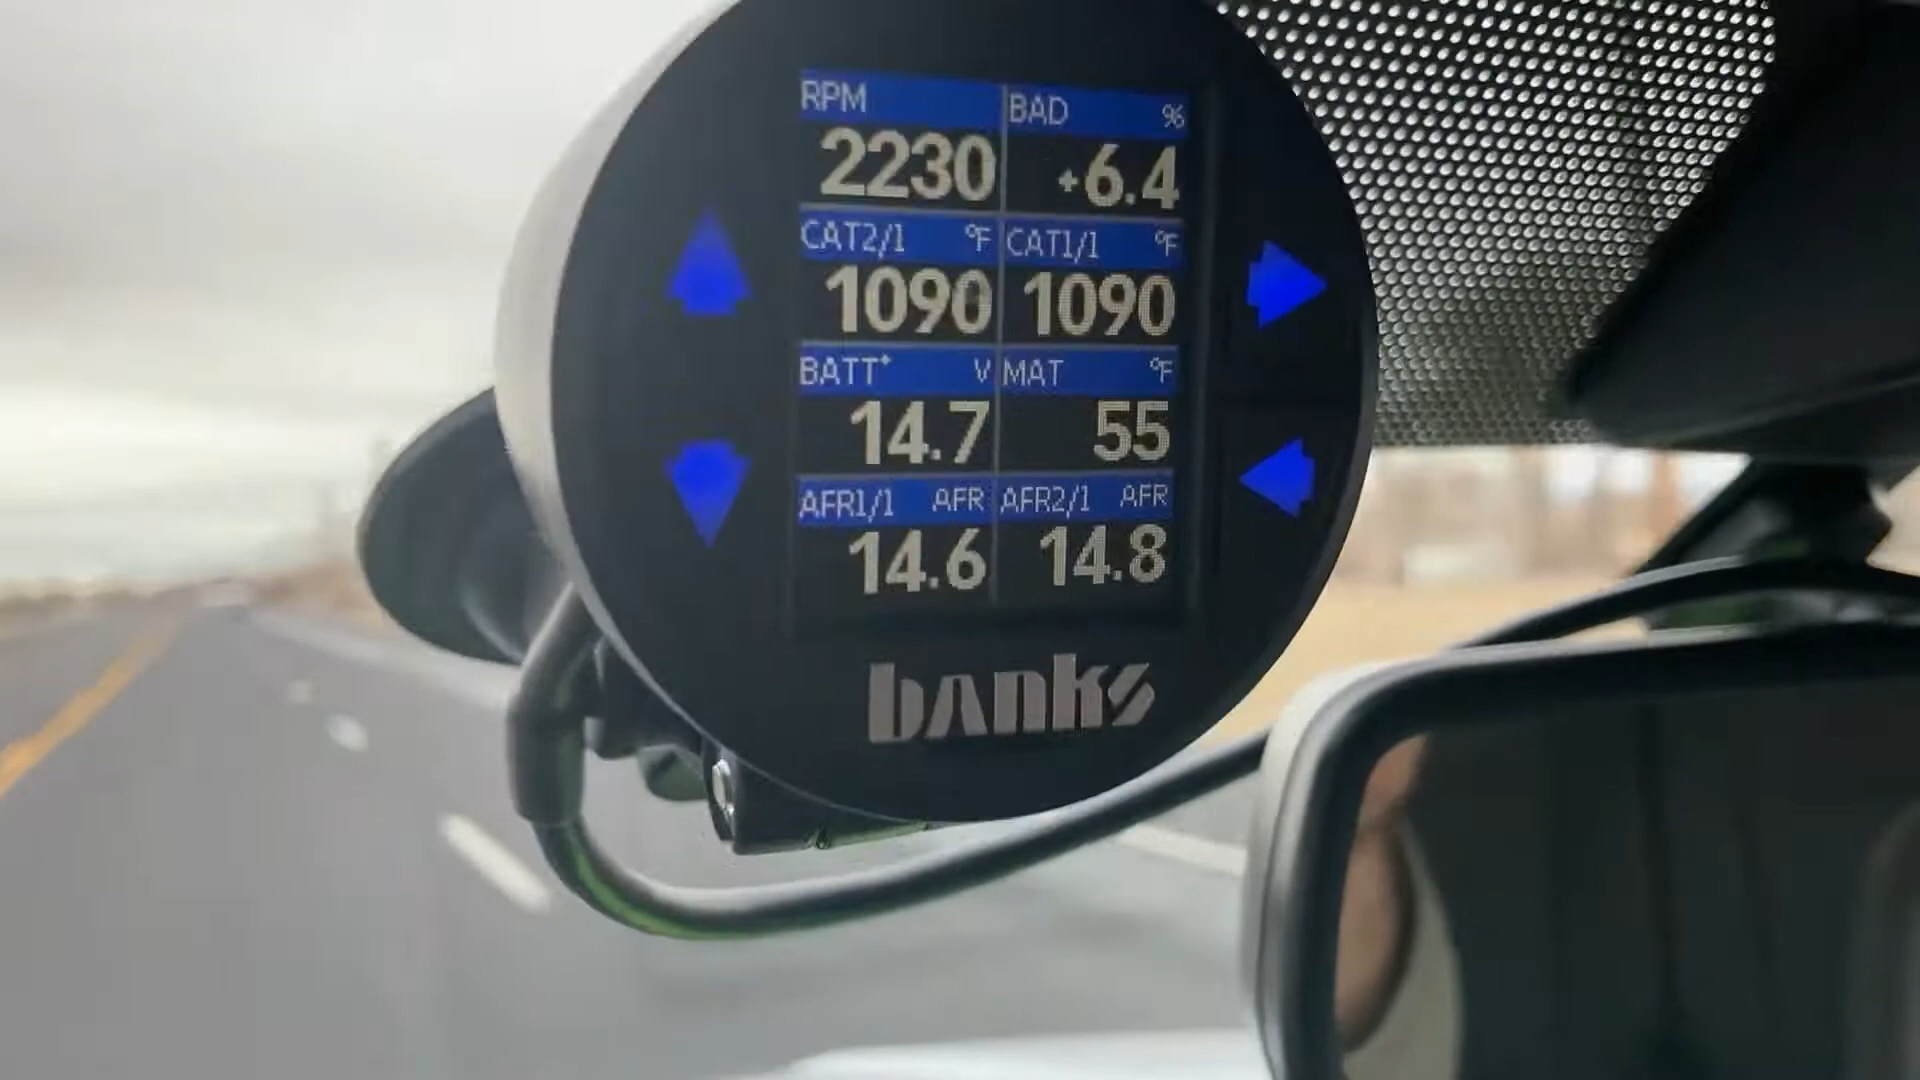 RPM BAD %
2230 +6.4
CAT2/1 °F CAT1/1 °F
1090 1090
BATT+ V MAT °F
14.7 55
AFR1/1 AFR AFR2/1 AFR
14.6 14.8
banks